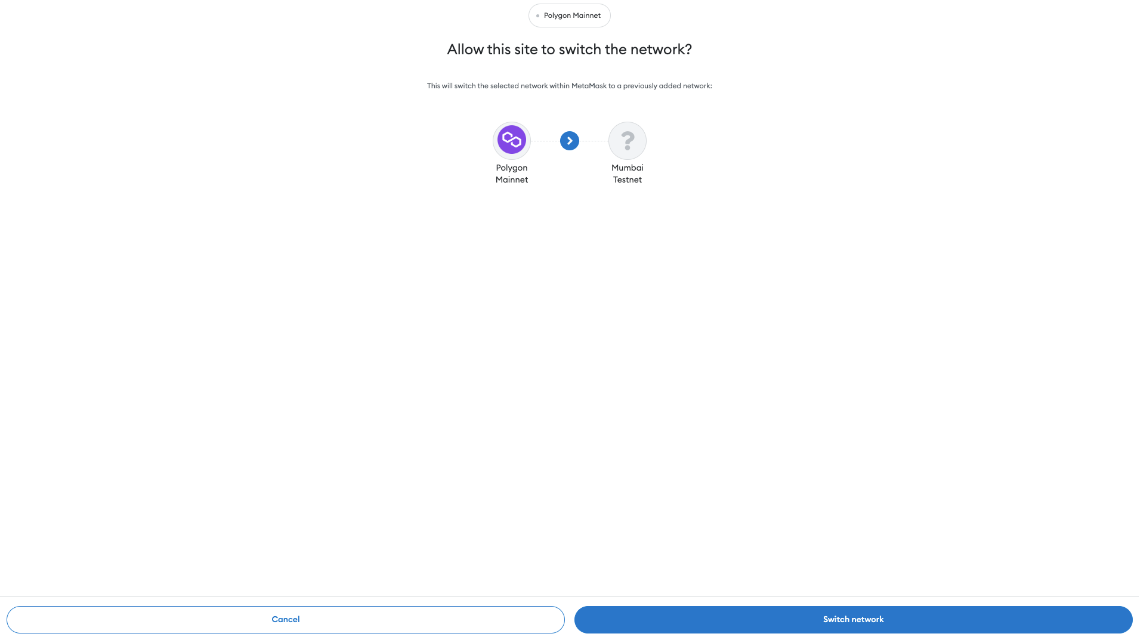 Polygon Mainnet
Allow this site to switch the network?
This will switch the selected network within MetaMask to a previously added network:
?
Polygon
Mainnet
Mumbai
Testnet
Cancel
Switch network